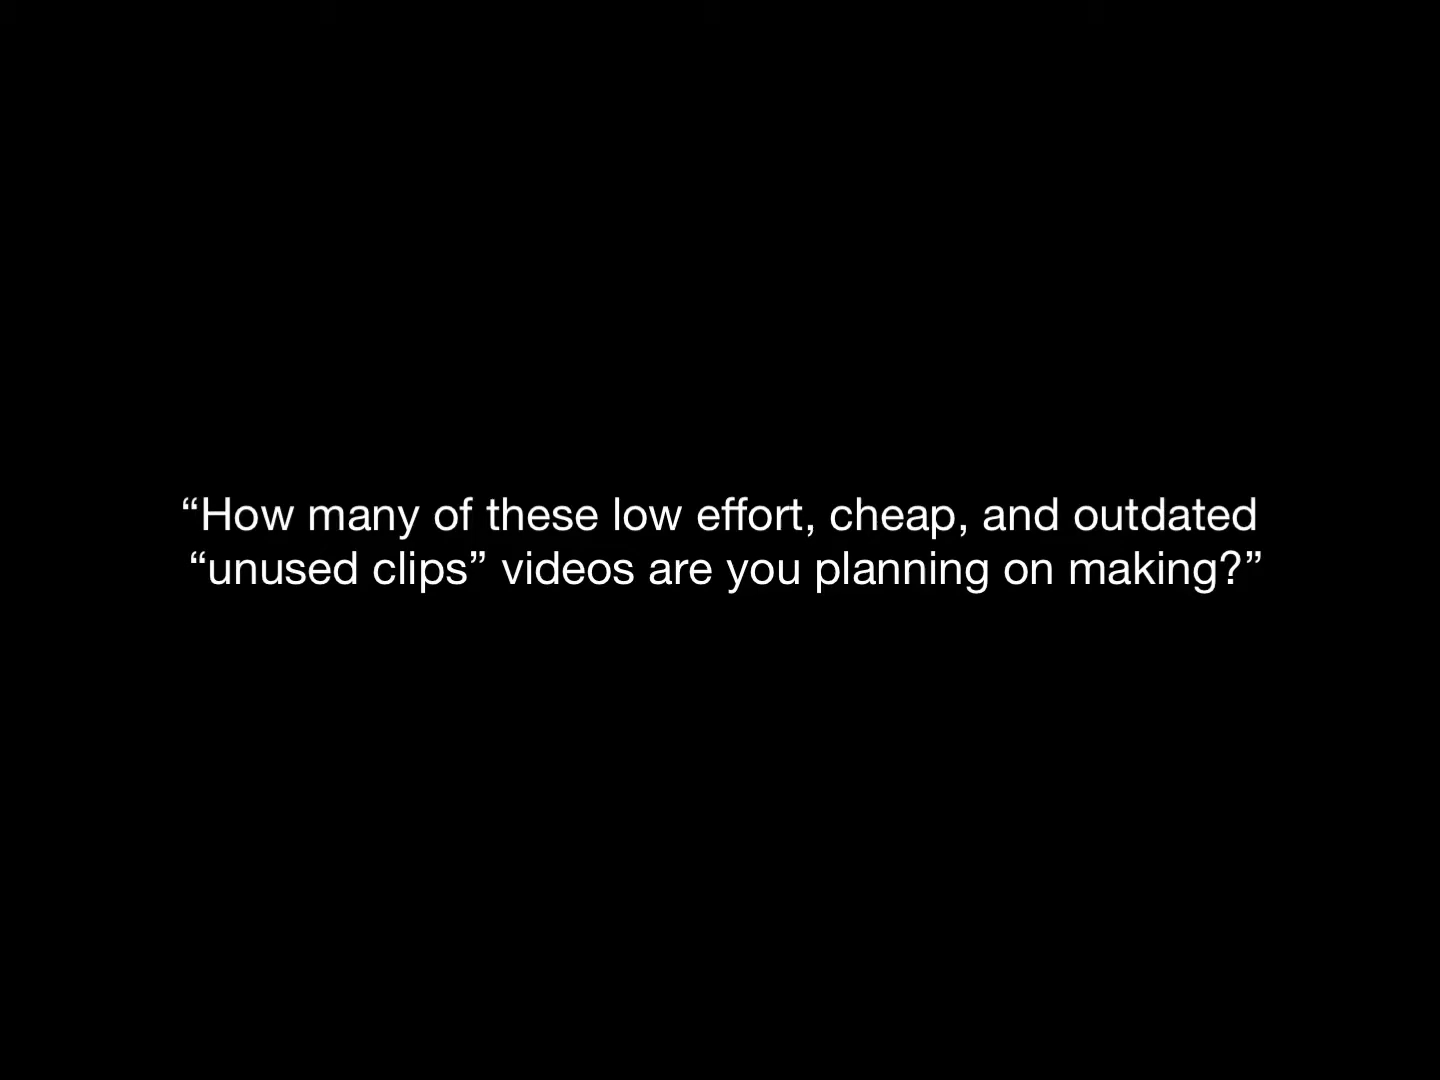 “How many of these low effort, cheap, and outdated
“unused clips” videos are you planning on making?”